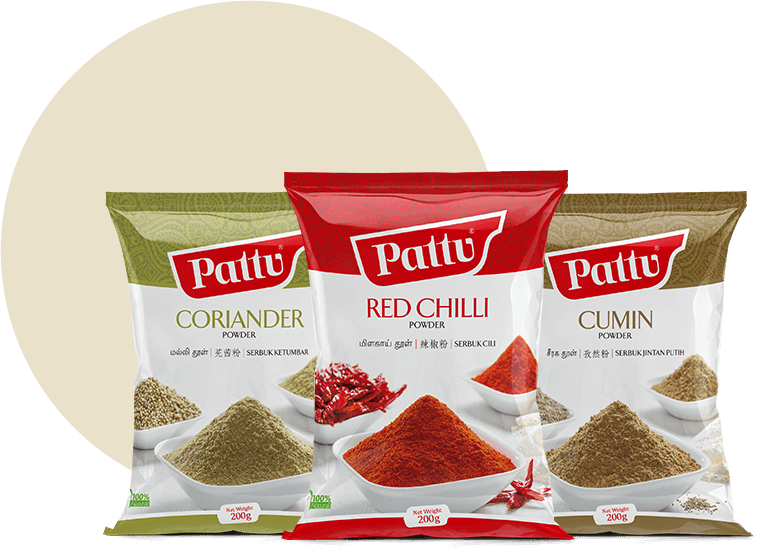 Pattu®
CORIANDER
POWDER
மல்லி தூள் | 芫茜粉 | SERBUK KETUMBAR
100%
Natural
Net Weight
200g
Pattu®
RED CHILLI
POWDER
மிளகாய் தூள் | 辣椒粉 | SERBUK CILI
100%
Natural
Net Weight
200g
Pattu®
CUMIN
POWDER
சீரக தூள் | 孜然粉 | SERBUK JINTAN PUTIH
Net Weight
200g